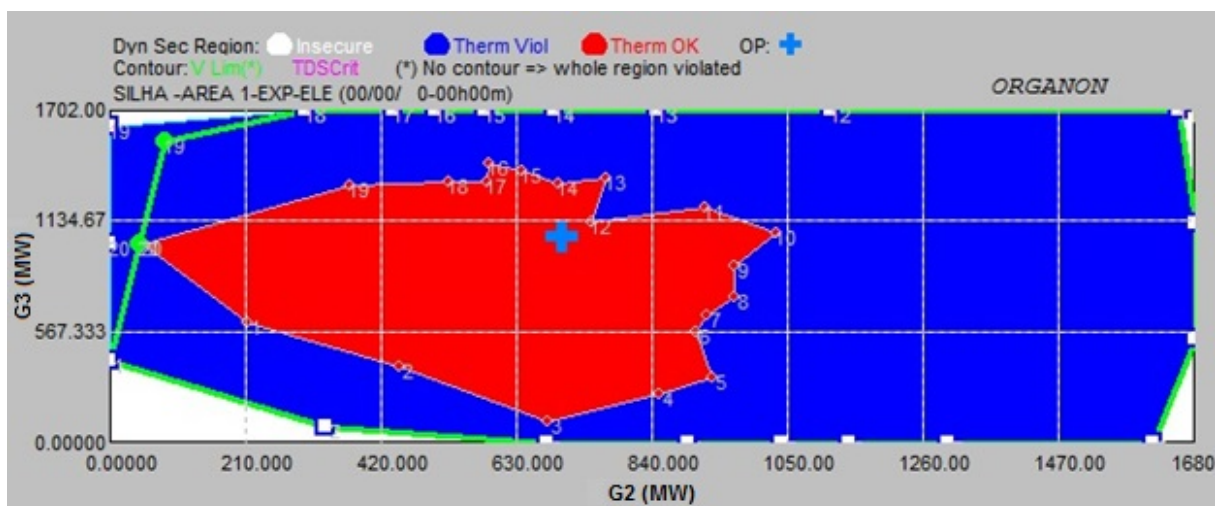 Dyn Sec Region: Insecure Therm Viol Therm OK OP:
Contour: V Lim(*) TDSCrit (*) No contour => whole region violated
SILHA -AREA 1-EXP-ELE (00/00/ 0-00h00m) ORGANON
1702.00
1134.67
567.333
0.00000
G3 (MW)
19 18 17 16 15 14 13 12
19
16 15 14 13
19 18 17
12 11
20 20 10
9
8
7
1 6
1 2 5
4
3
0.00000 210.000 420.000 630.000 840.000 1050.00 1260.00 1470.00 1680
G2 (MW)